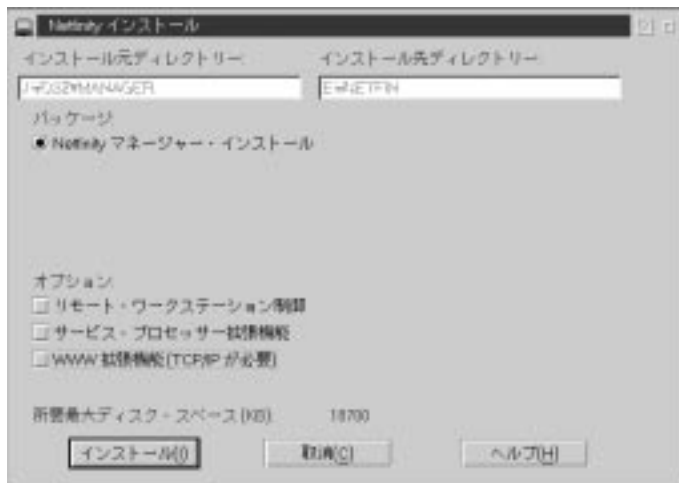 Netfinity インストール
インストール元ディレクトリー:
インストール先ディレクトリー:
J:¥OS2¥MANAGER
E:¥NETFIN
パッケージ:
Netfinity マネージャー・インストール
オプション:
リモート・ワークステーション制御
サービス・プロセッサー拡張機能
WWW 拡張機能(TCP/IP が必要)
所要最大ディスク・スペース(KB): 18700
インストール(I)
取消(C)
ヘルプ(H)